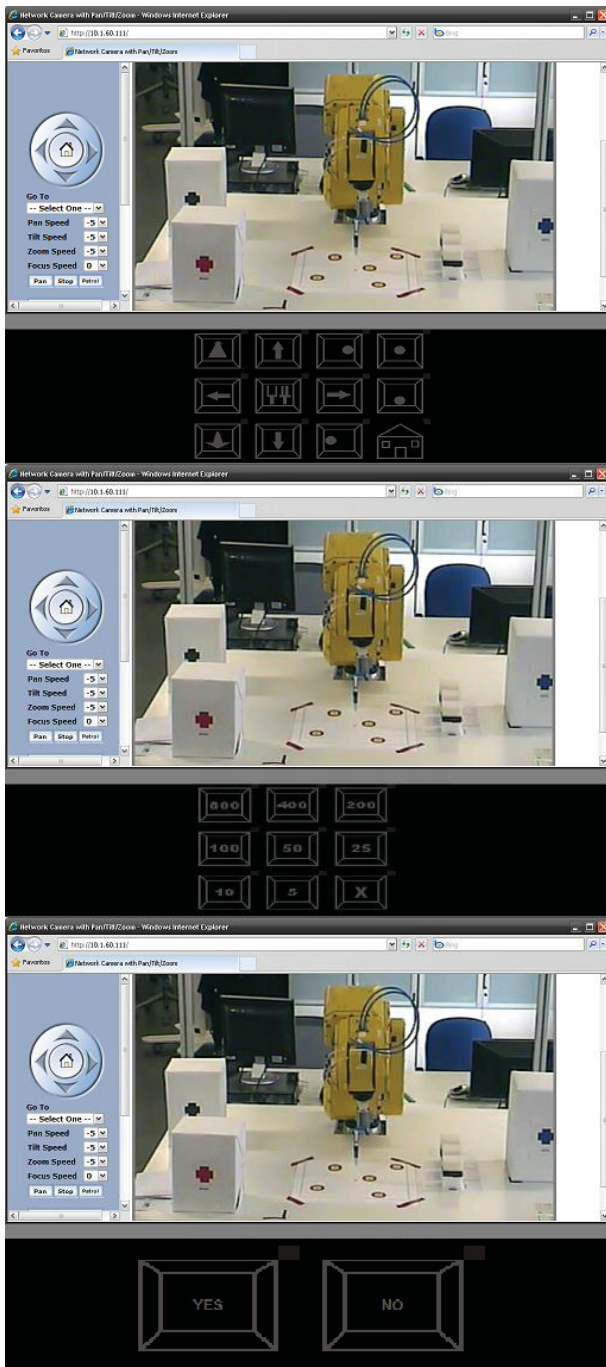 Network Camera with Pan/Tilt/Zoom - Windows Internet Explorer
http://10.1.60.111/
Bing
Favoritos
Network Camera with Pan/Tilt/Zoom
Go To
-- Select One --
Pan Speed -5
Tilt Speed -5
Zoom Speed -5
Focus Speed 0
Pan Stop Patrol
Network Camera with Pan/Tilt/Zoom - Windows Internet Explorer
http://10.1.60.111/
Bing
Favoritos
Network Camera with Pan/Tilt/Zoom
Go To
-- Select One --
Pan Speed -5
Tilt Speed -5
Zoom Speed -5
Focus Speed 0
Pan Stop Patrol
400 200
100 50 25
10 5 X
Network Camera with Pan/Tilt/Zoom - Windows Internet Explorer
http://10.1.60.111/
Bing
Favoritos
Network Camera with Pan/Tilt/Zoom
Go To
-- Select One --
Pan Speed -5
Tilt Speed -5
Zoom Speed -5
Focus Speed 0
Pan Stop Patrol
YES NO